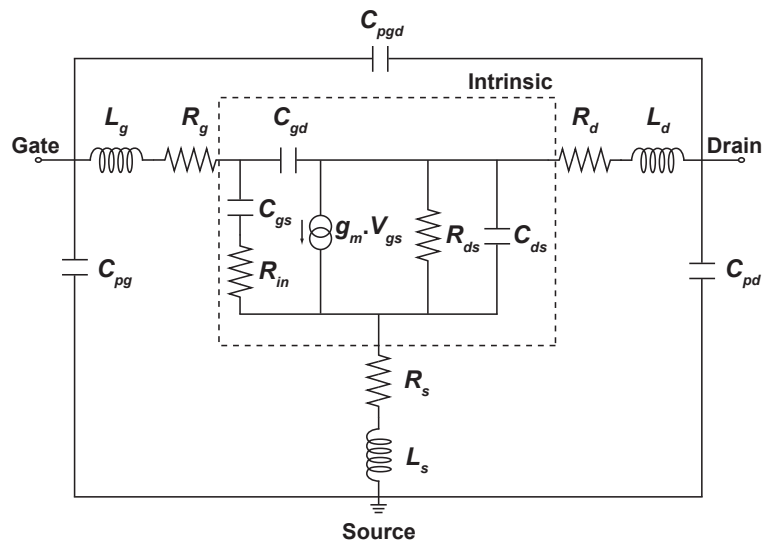 C_pgd
Intrinsic
L_g
R_g
C_gd
R_d
L_d
Gate
Drain
C_gs
g_m.V_gs
R_ds
C_ds
C_pg
R_in
C_pd
R_s
L_s
Source